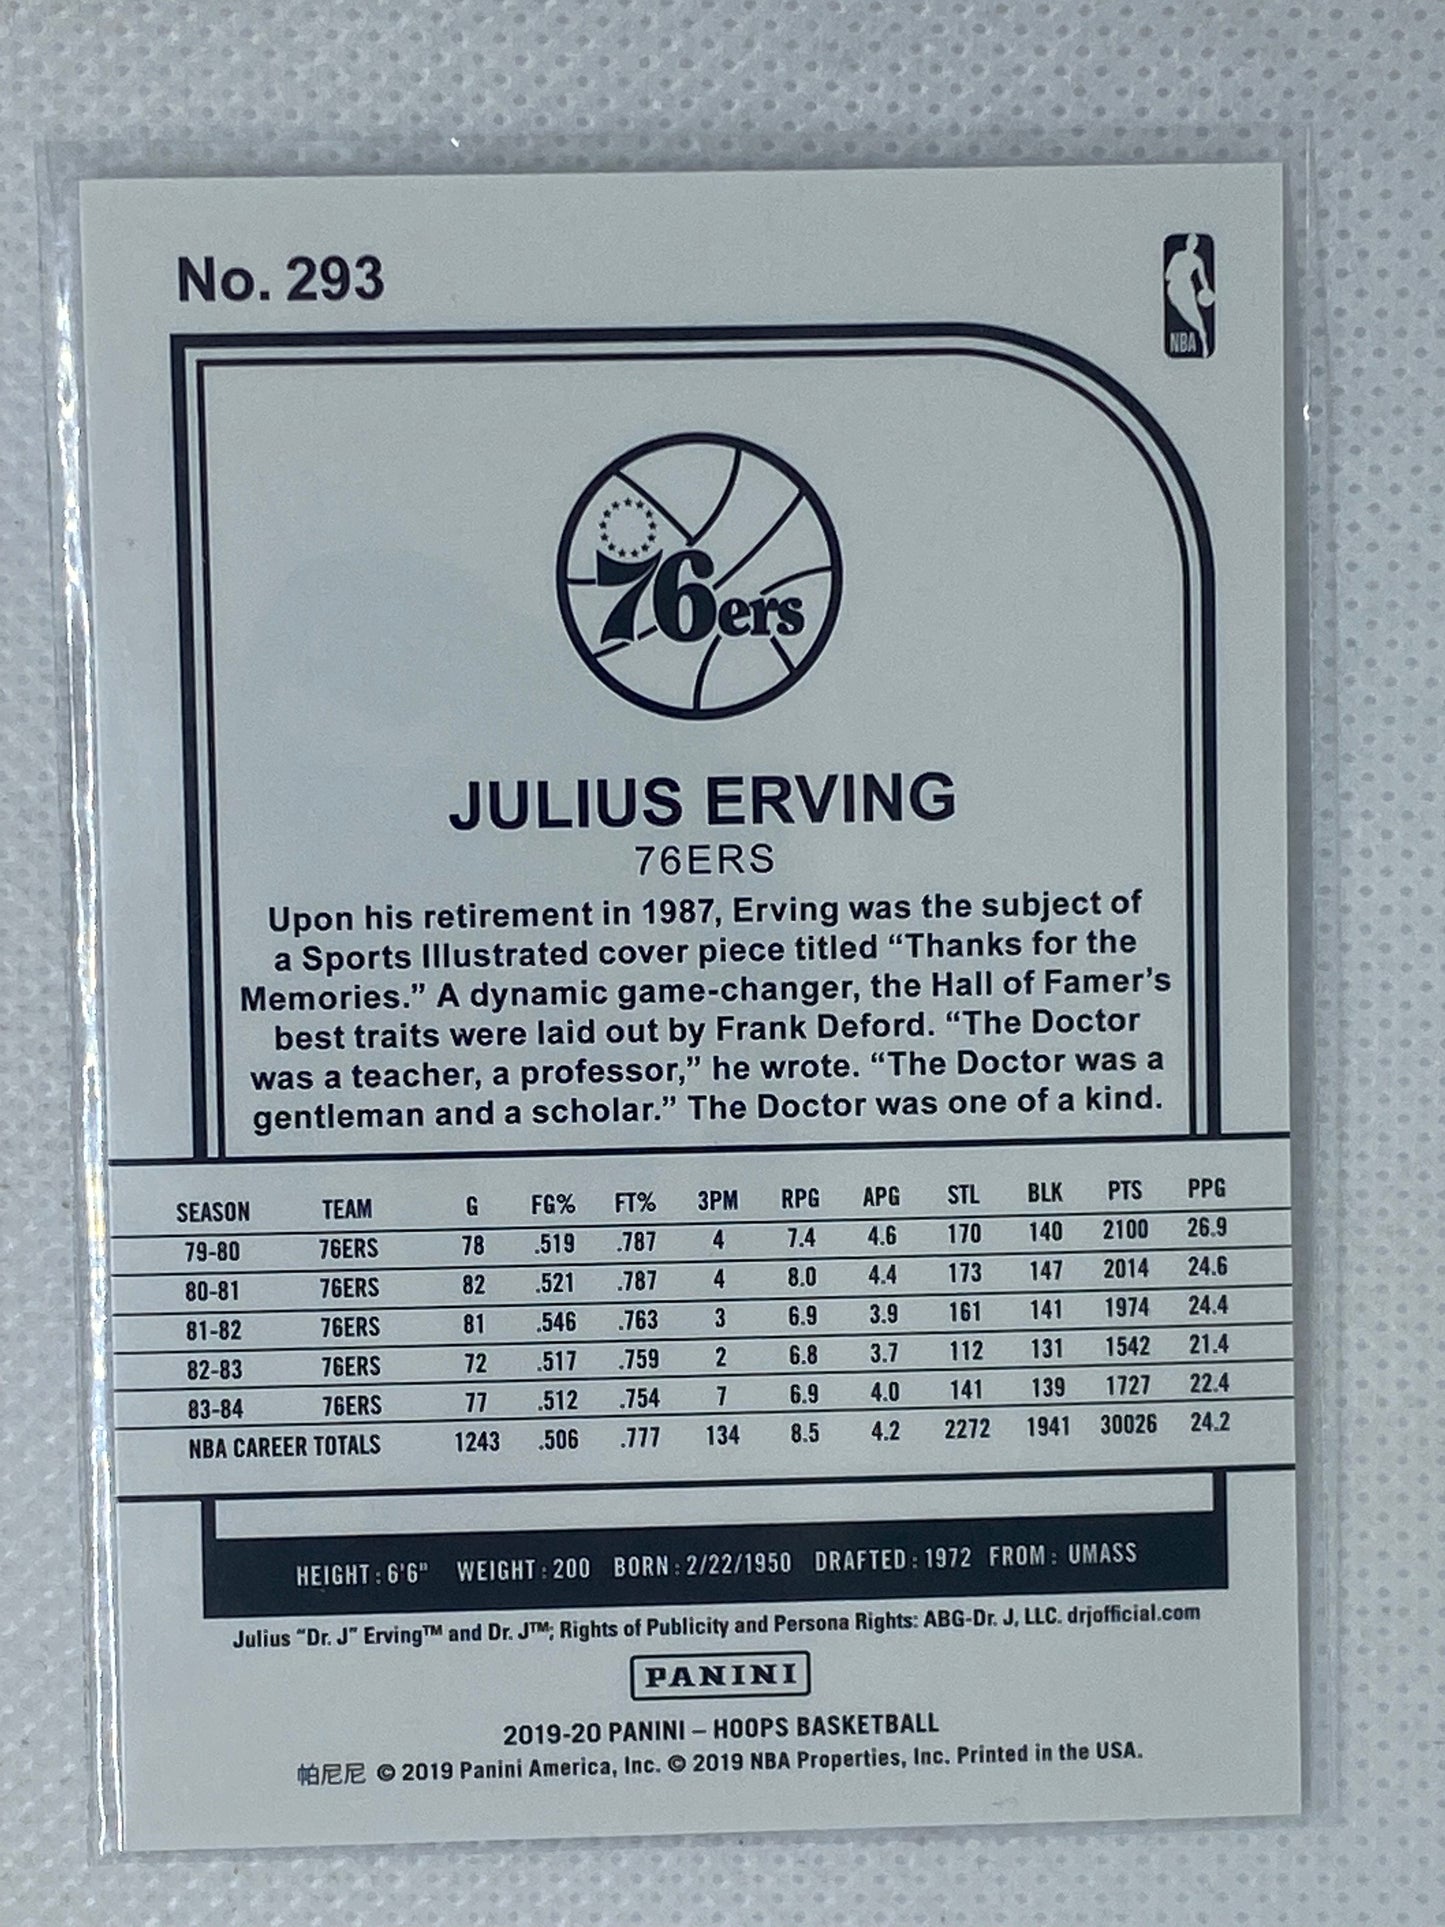 No. 293
NBA
76ers
JULIUS ERVING
76ERS
Upon his retirement in 1987, Erving was the subject of
a Sports Illustrated cover piece titled “Thanks for the
Memories.” A dynamic game-changer, the Hall of Famer’s
best traits were laid out by Frank Deford. “The Doctor
was a teacher, a professor,” he wrote. “The Doctor was a
gentleman and a scholar.” The Doctor was one of a kind.
SEASON TEAM G FG% FT% 3PM RPG APG STL BLK PTS PPG
79-80 76ERS 78 .519 .787 4 7.4 4.6 170 140 2100 26.9
80-81 76ERS 82 .521 .787 4 8.0 4.4 173 147 2014 24.6
81-82 76ERS 81 .546 .763 3 6.9 3.9 161 141 1974 24.4
82-83 76ERS 72 .517 .759 2 6.8 3.7 112 131 1542 21.4
83-84 76ERS 77 .512 .754 7 6.9 4.0 141 139 1727 22.4
NBA CAREER TOTALS 1243 .506 .777 134 8.5 4.2 2272 1941 30026 24.2
HEIGHT : 6'6" WEIGHT : 200 BORN : 2/22/1950 DRAFTED : 1972 FROM : UMASS
Julius “Dr. J” Erving™ and Dr. J™; Rights of Publicity and Persona Rights: ABG-Dr. J, LLC. drjofficial.com
PANINI
2019-20 PANINI – HOOPS BASKETBALL
帕尼尼 © 2019 Panini America, Inc. © 2019 NBA Properties, Inc. Printed in the USA.